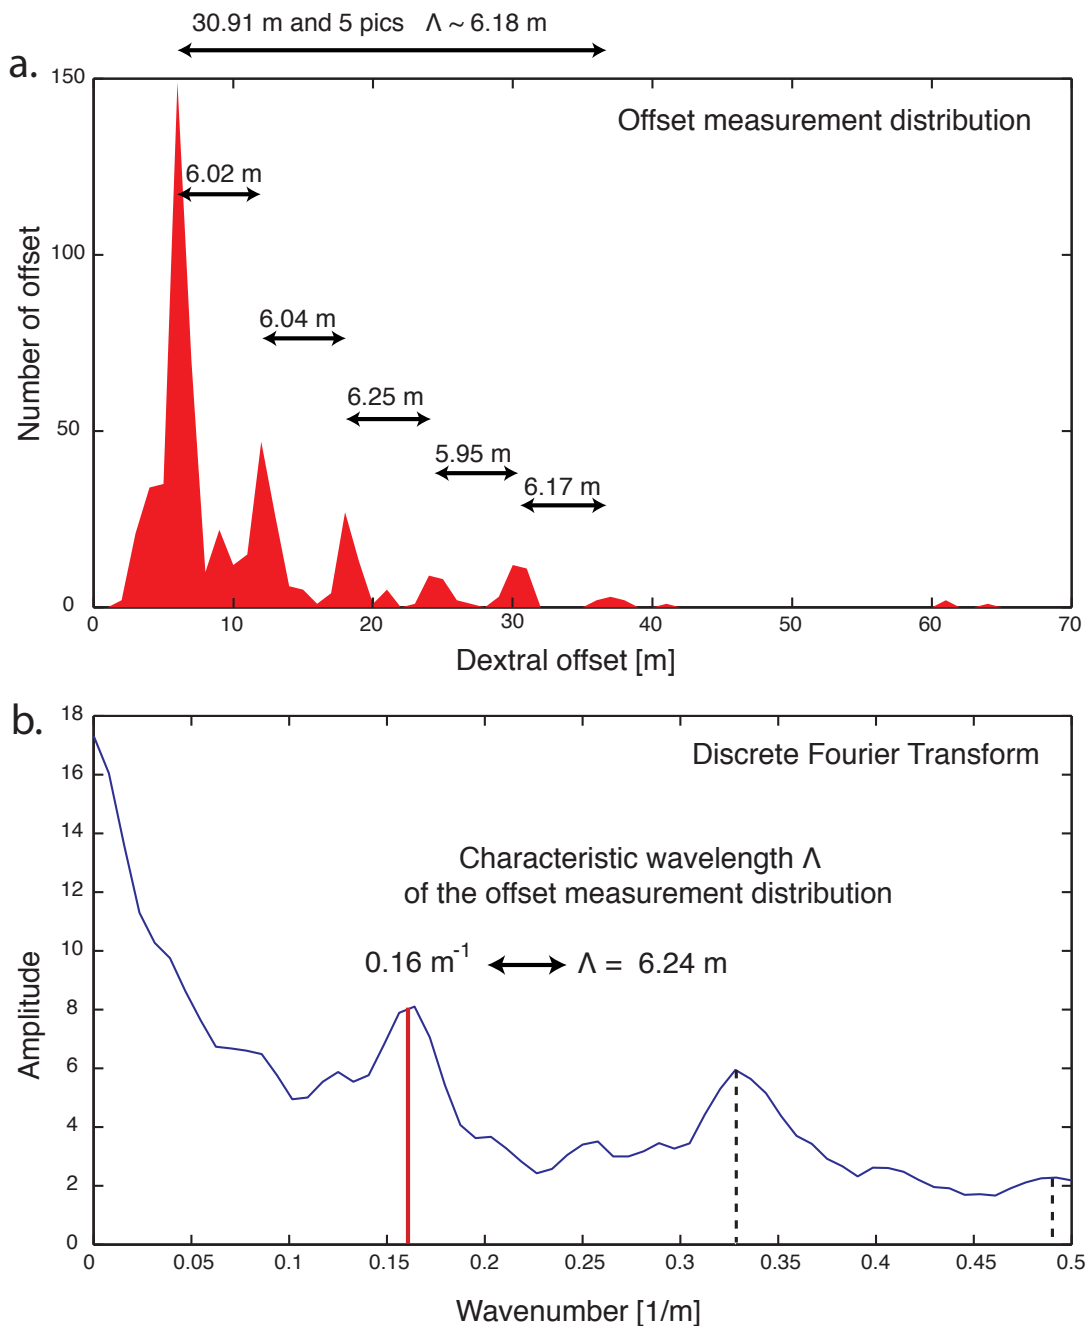 30.91 m and 5 pics Λ ~ 6.18 m
a.
150
Offset measurement distribution
6.02 m
100
6.04 m
6.25 m
50
5.95 m
6.17 m
Number of offset
0
0 10 20 30 40 50 60 70
Dextral offset [m]
b.
18
Discrete Fourier Transform
16
14
Characteristic wavelength Λ
12
of the offset measurement distribution
10
0.16 m⁻¹ Λ = 6.24 m
8
6
4
2
Amplitude
0
0 0.05 0.1 0.15 0.2 0.25 0.3 0.35 0.4 0.45 0.5
Wavenumber [1/m]